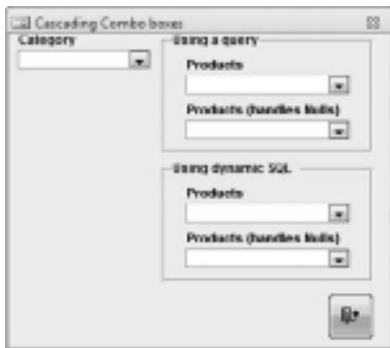 Cascading Combo boxes
Category
Using a query
Products
Products (handles Nulls)
Using dynamic SQL
Products
Products (handles Nulls)